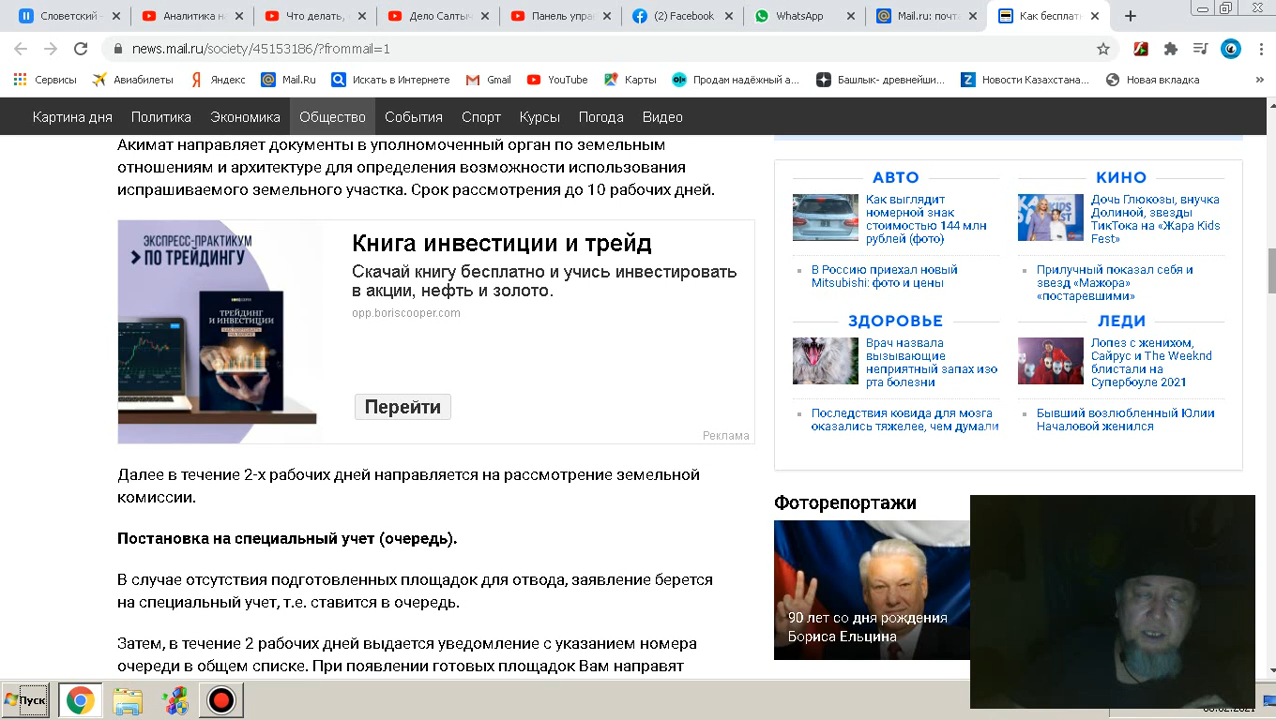 Словетский -
Аналитика н
Что делать,
Дело Салты
Панель упра
(2) Facebook
WhatsApp
Mail.ru: почт
Как бесплат
news.mail.ru/society/45153186/?frommail=1
Сервисы
Авиабилеты
Яндекс
Mail.Ru
Искать в Интернете
Gmail
YouTube
Карты
Продам надёжный а...
Башлык- древнейши...
Новости Казахстана...
Новая вкладка
»
Картина дня Политика Экономика Общество События Спорт Курсы Погода Видео
Акимат направляет документы в уполномоченный орган по земельным
отношениям и архитектуре для определения возможности использования
испрашиваемого земельного участка. Срок рассмотрения до 10 рабочих дней.
ЭКСПРЕСС-ПРАКТИКУМ
ПО ТРЕЙДИНГУ
ТРЕЙДИНГ
И ИНВЕСТИЦИИ
Книга инвестиции и трейд
Скачай книгу бесплатно и учись инвестировать
в акции, нефть и золото.
opp.boriscooper.com
Перейти
Реклама
Далее в течение 2-х рабочих дней направляется на рассмотрение земельной
комиссии.
Постановка на специальный учет (очередь).
В случае отсутствия подготовленных площадок для отвода, заявление берется
на специальный учет, т.е. ставится в очередь.
Затем, в течение 2 рабочих дней выдается уведомление с указанием номера
очереди в общем списке. При появлении готовых площадок Вам направят
АВТО
Как выглядит
номерной знак
стоимостью 144 млн
рублей (фото)
В Россию приехал новый
Mitsubishi: фото и цены
КИНО
Дочь Глюкозы, внучка
Долиной, звезды
ТикТока на «Жара Kids
Fest»
Прилучный показал себя и
звезд «Мажора»
«постаревшими»
ЗДОРОВЬЕ
Врач назвала
вызывающие
неприятный запах изо
рта болезни
Последствия ковида для мозга
оказались тяжелее, чем думали
ЛЕДИ
Лопез с женихом,
Сайрус и The Weeknd
блистали на
Супербоуле 2021
Бывший возлюбленный Юлии
Началовой женился
Фоторепортажи
90 лет со дня рождения
Бориса Ельцина
Пуск